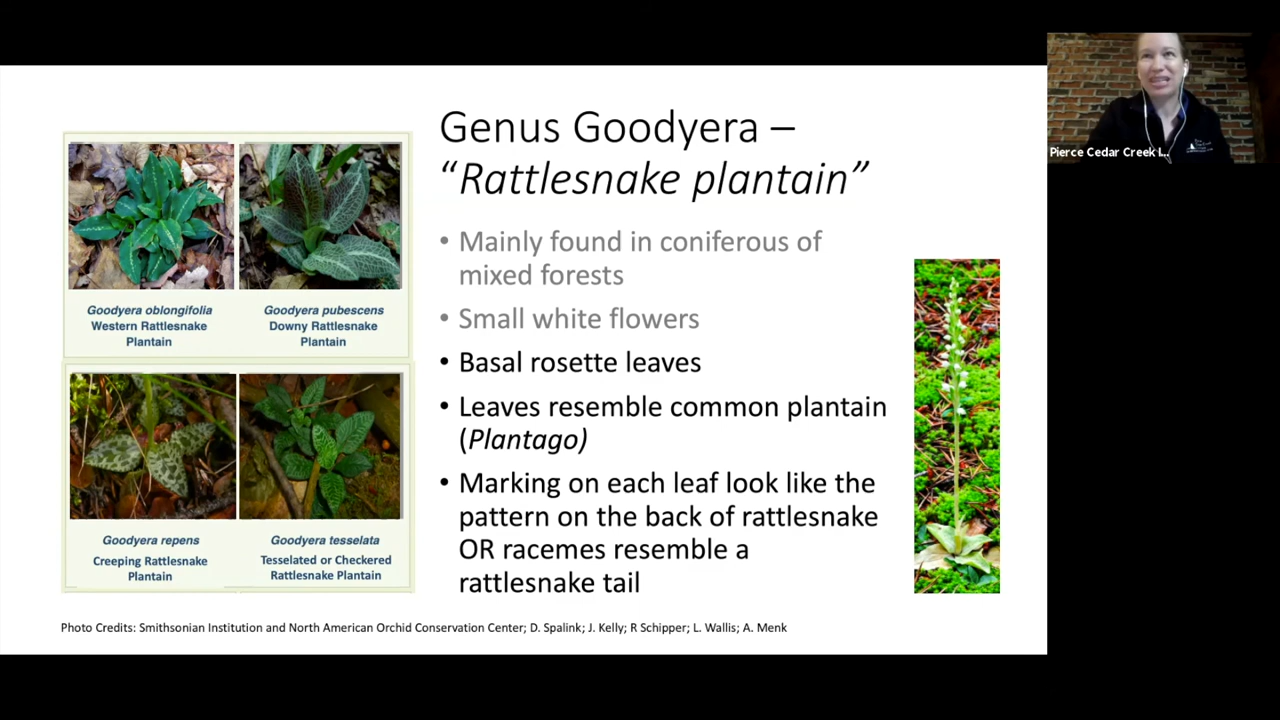 Genus Goodyera –
“Rattlesnake plantain”
Goodyera oblongifolia
Western Rattlesnake
Plantain
Goodyera pubescens
Downy Rattlesnake
Plantain
Goodyera repens
Creeping Rattlesnake
Plantain
Goodyera tesselata
Tesselated or Checkered
Rattlesnake Plantain
• Mainly found in coniferous of
mixed forests
• Small white flowers
• Basal rosette leaves
• Leaves resemble common plantain
(Plantago)
• Marking on each leaf look like the
pattern on the back of rattlesnake
OR racemes resemble a
rattlesnake tail
Photo Credits: Smithsonian Institution and North American Orchid Conservation Center; D. Spalink; J. Kelly; R Schipper; L. Wallis; A. Menk
Pierce Cedar Creek I...